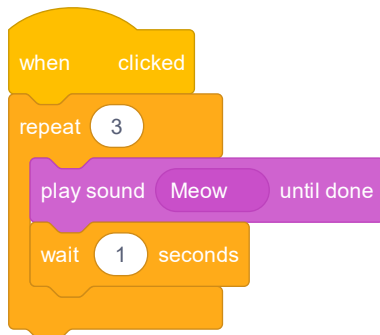 when clicked
repeat 3
play sound Meow until done
wait 1 seconds